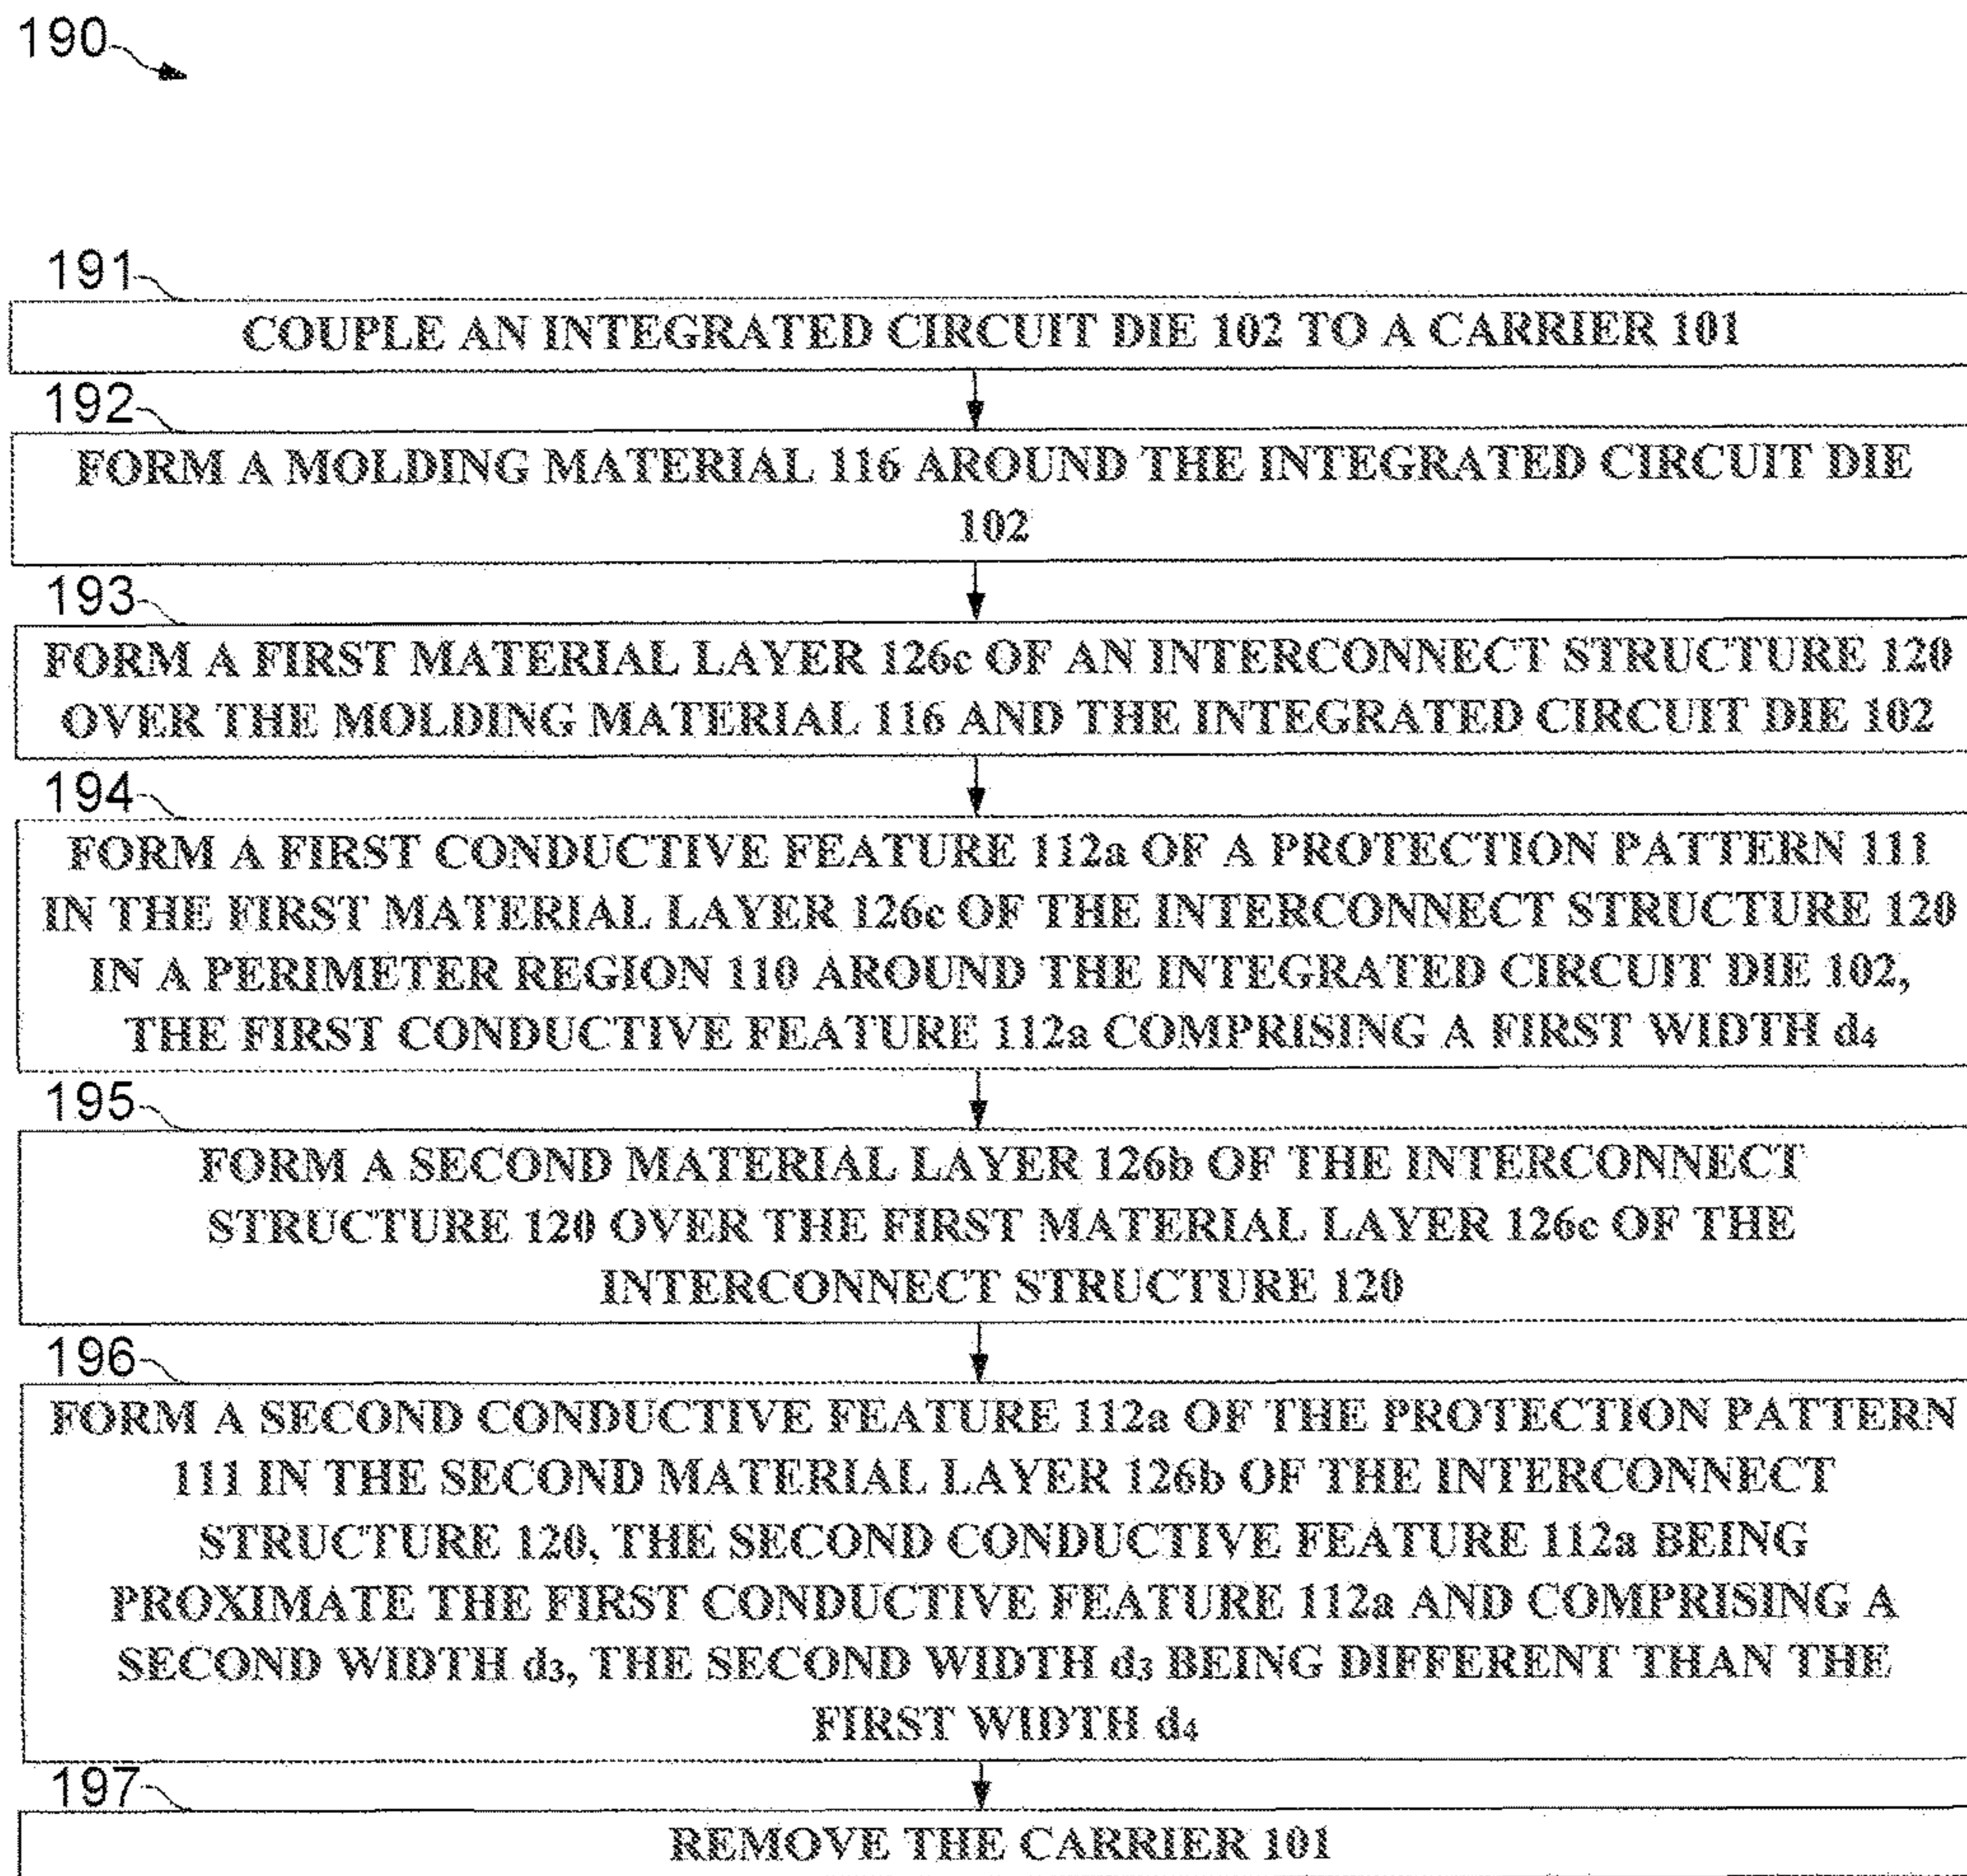 190
191
COUPLE AN INTEGRATED CIRCUIT DIE 102 TO A CARRIER 101
192
FORM A MOLDING MATERIAL 116 AROUND THE INTEGRATED CIRCUIT DIE
102
193
FORM A FIRST MATERIAL LAYER 126c OF AN INTERCONNECT STRUCTURE 120
OVER THE MOLDING MATERIAL 116 AND THE INTEGRATED CIRCUIT DIE 102
194
FORM A FIRST CONDUCTIVE FEATURE 112a OF A PROTECTION PATTERN 111
IN THE FIRST MATERIAL LAYER 126c OF THE INTERCONNECT STRUCTURE 120
IN A PERIMETER REGION 110 AROUND THE INTEGRATED CIRCUIT DIE 102,
THE FIRST CONDUCTIVE FEATURE 112a COMPRISING A FIRST WIDTH d4
195
FORM A SECOND MATERIAL LAYER 126b OF THE INTERCONNECT
STRUCTURE 120 OVER THE FIRST MATERIAL LAYER 126c OF THE
INTERCONNECT STRUCTURE 120
196
FORM A SECOND CONDUCTIVE FEATURE 112a OF THE PROTECTION PATTERN
111 IN THE SECOND MATERIAL LAYER 126b OF THE INTERCONNECT
STRUCTURE 120, THE SECOND CONDUCTIVE FEATURE 112a BEING
PROXIMATE THE FIRST CONDUCTIVE FEATURE 112a AND COMPRISING A
SECOND WIDTH d3, THE SECOND WIDTH d3 BEING DIFFERENT THAN THE
FIRST WIDTH d4
197
REMOVE THE CARRIER 101